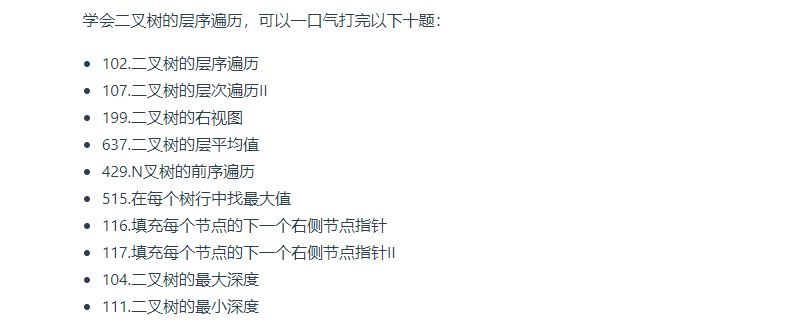 学会二叉树的层序遍历，可以一口气打完以下十题：
• 102.二叉树的层序遍历
• 107.二叉树的层次遍历II
• 199.二叉树的右视图
• 637.二叉树的层平均值
• 429.N叉树的前序遍历
• 515.在每个树行中找最大值
• 116.填充每个节点的下一个右侧节点指针
• 117.填充每个节点的下一个右侧节点指针II
• 104.二叉树的最大深度
• 111.二叉树的最小深度